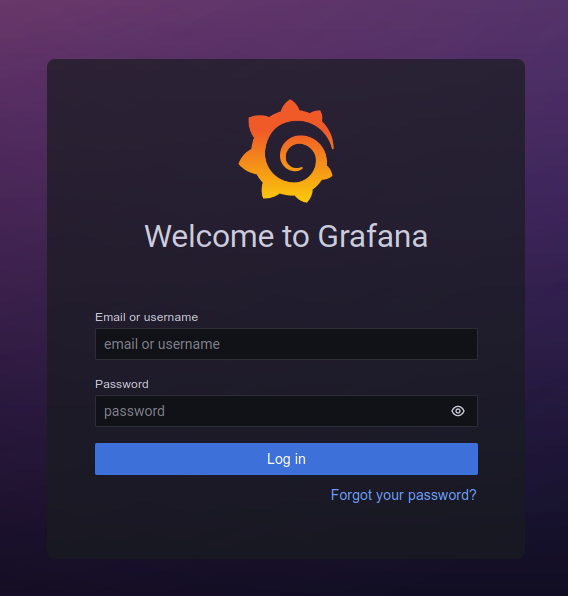 Welcome to Grafana
Email or username
email or username
Password
password
Log in
Forgot your password?